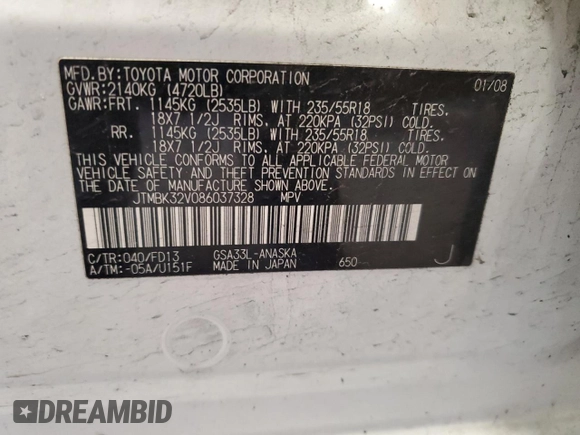 MFD. BY: TOYOTA MOTOR CORPORATION 01/08
GVWR: 2140KG (4720LB)
GAWR: FRT. 1145KG (2535LB) WITH 235/55R18 TIRES.
18X7 1/2J RIMS. AT 220KPA (32PSI) COLD.
RR. 1145KG (2535LB) WITH 235/55R18 TIRES.
18X7 1/2J RIMS. AT 220KPA (32PSI) COLD.
THIS VEHICLE CONFORMS TO ALL APPLICABLE FEDERAL MOTOR
VEHICLE SAFETY STANDARDS IN EFFECT ON THE DATE OF MANUFACTURE SHOWN ABOVE.
JTMBK32V086037328 MPV
C/TR: 040/FD13 GSA33L-ANASKA
A/TM: -05A/U151F MADE IN JAPAN 650 J
DREAMBID